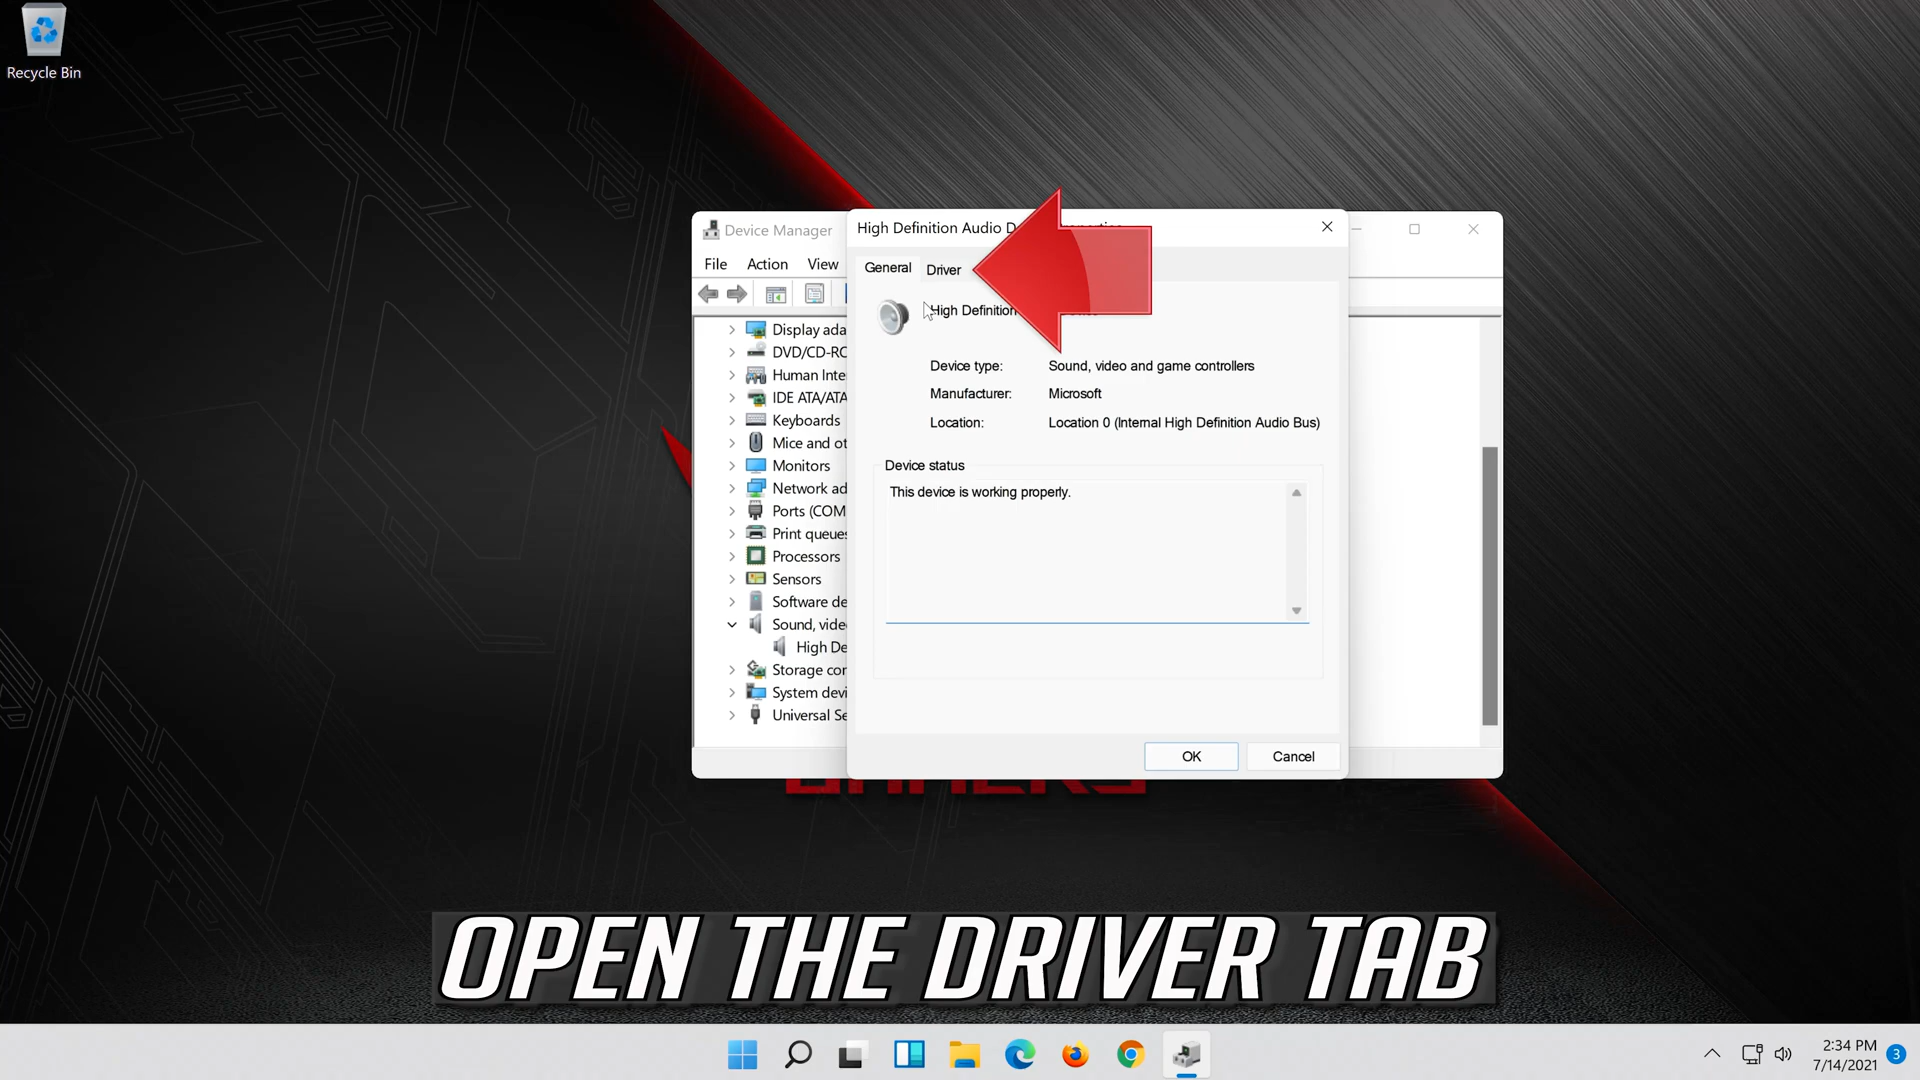 Recycle Bin
Device Manager
File Action View
Display ada
DVD/CD-RO
Human Inte
IDE ATA/ATA
Keyboards
Mice and ot
Monitors
Network ad
Ports (COM
Print queues
Processors
Sensors
Software de
Sound, vide
High De
Storage cor
System devi
Universal Se
High Definition Audio D
General Driver
High Definition
Device type: Sound, video and game controllers
Manufacturer: Microsoft
Location: Location 0 (Internal High Definition Audio Bus)
Device status
This device is working properly.
OK Cancel
OPEN THE DRIVER TAB
2:34 PM
7/14/2021
3